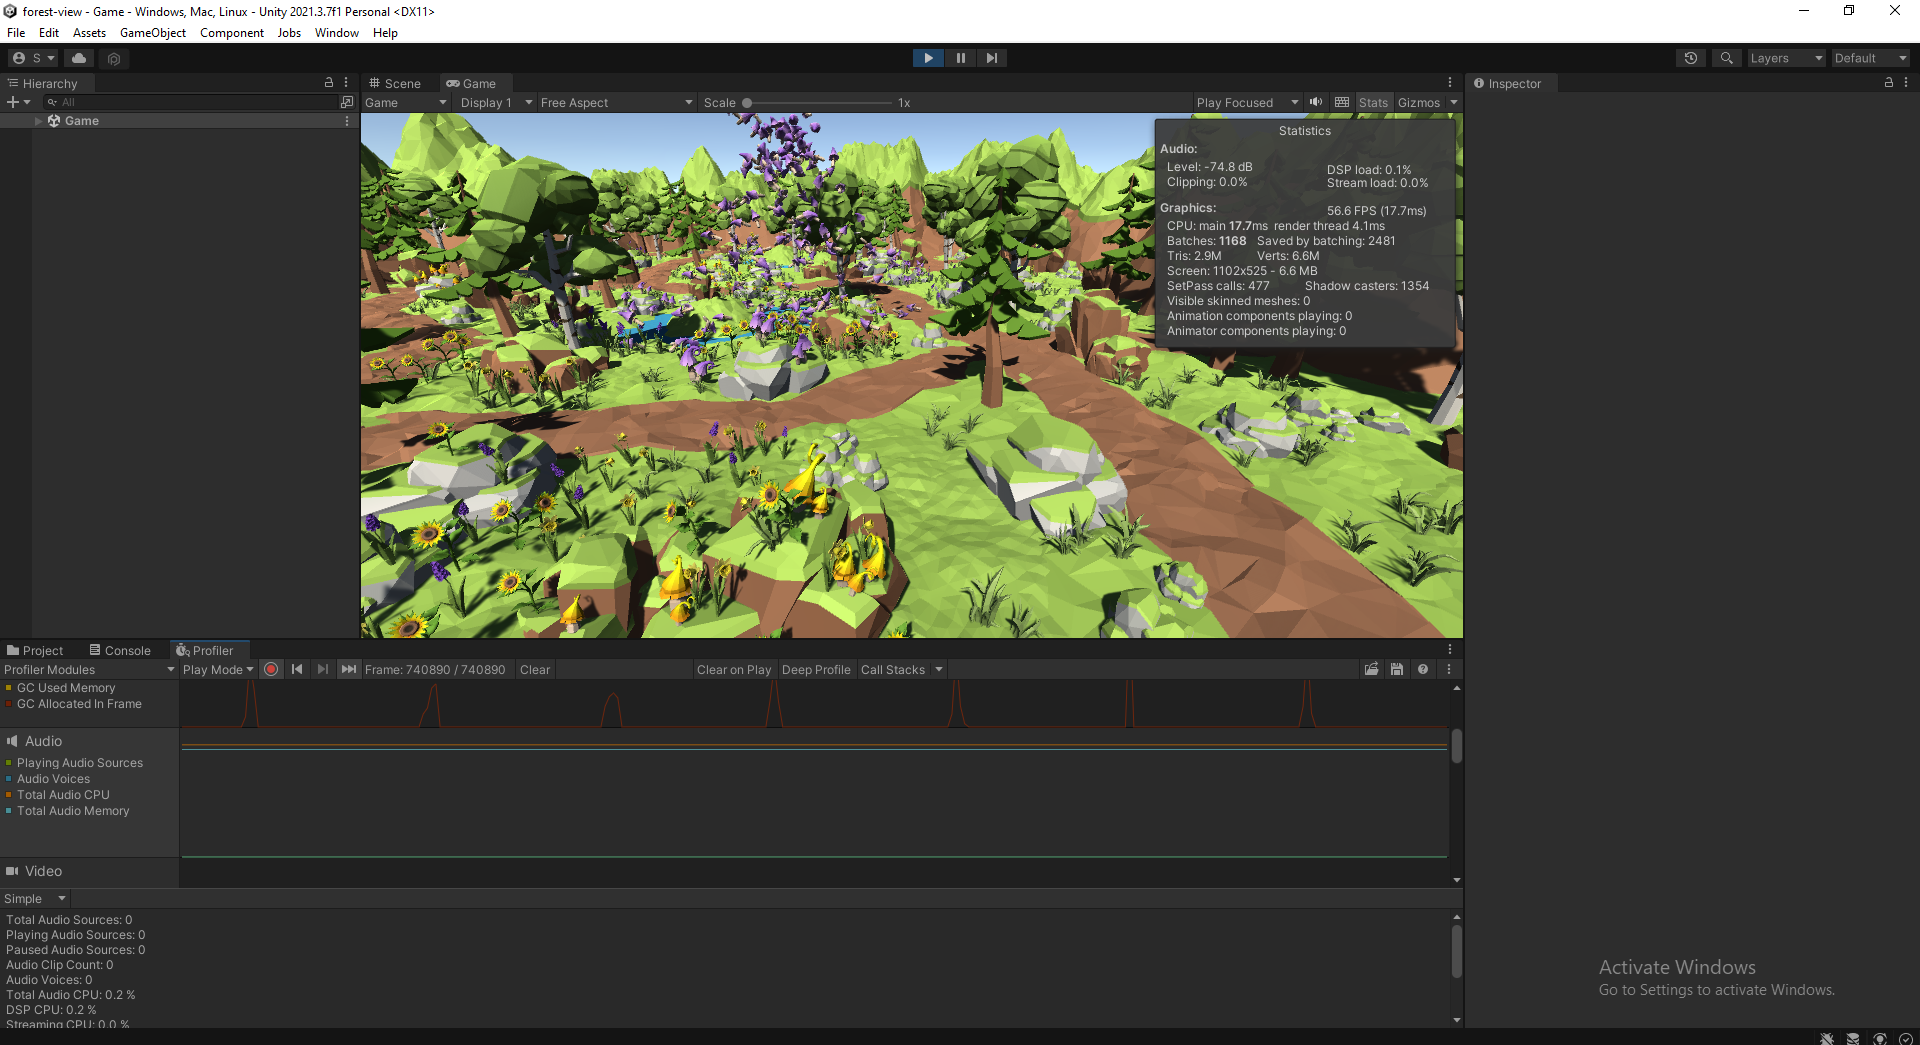 forest-view - Game - Windows, Mac, Linux - Unity 2021.3.7f1 Personal <DX11>
File Edit Assets GameObject Component Jobs Window Help
S
Layers Default
Hierarchy
Scene Game
Inspector
All
Game Display 1 Free Aspect Scale 1x Play Focused Stats Gizmos
Game
Statistics
Audio:
Level: -74.8 dB DSP load: 0.1%
Clipping: 0.0% Stream load: 0.0%
Graphics: 56.6 FPS (17.7ms)
CPU: main 17.7ms render thread 4.1ms
Batches: 1168 Saved by batching: 2481
Tris: 2.9M Verts: 6.6M
Screen: 1102x525 - 6.6 MB
SetPass calls: 477 Shadow casters: 1354
Visible skinned meshes: 0
Animation components playing: 0
Animator components playing: 0
Project Console Profiler
Profiler Modules Play Mode Frame: 740890 / 740890 Clear Clear on Play Deep Profile Call Stacks
GC Used Memory
GC Allocated In Frame
Audio
Playing Audio Sources
Audio Voices
Total Audio CPU
Total Audio Memory
Video
Simple
Total Audio Sources: 0
Playing Audio Sources: 0
Paused Audio Sources: 0
Audio Clip Count: 0
Audio Voices: 0
Total Audio CPU: 0.2 %
DSP CPU: 0.2 %
Streaming CPU: 0.0 %
Activate Windows
Go to Settings to activate Windows.